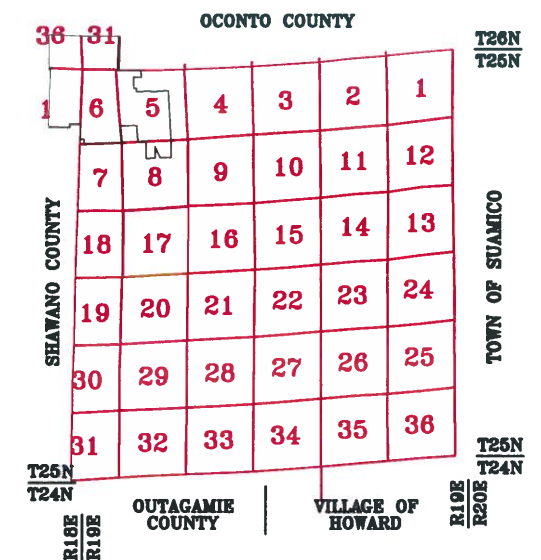 OCONTO COUNTY
36 31
T26N
T25N
1 6 5 4 3 2 1
7 8 9 10 11 12
18 17 16 15 14 13
19 20 21 22 23 24
30 29 28 27 26 25
31 32 33 34 35 36
SHAWANO COUNTY
TOWN OF SUAMICO
T25N
T24N
T25N
T24N
R18E
R19E
OUTAGAMIE
COUNTY
VILLAGE OF
HOWARD
R19E
R20E